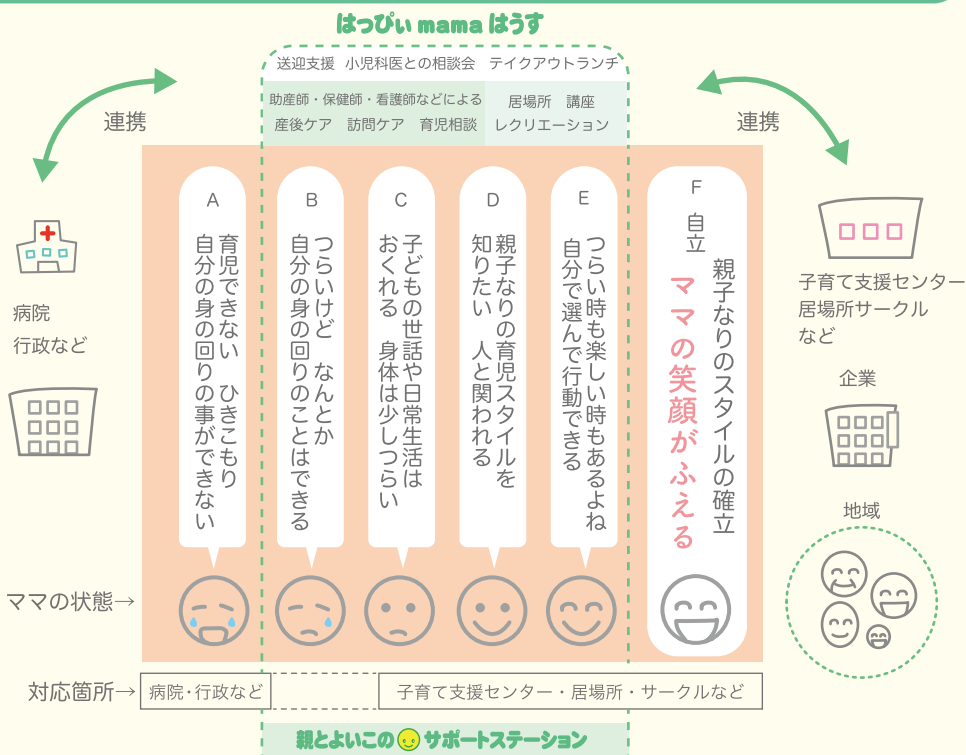 はっぴぃ mama はうす
送迎支援　小児科医との相談会　テイクアウトランチ
助産師・保健師・看護師などによる
産後ケア　訪問ケア　育児相談
居場所　講座
レクリエーション
連携
連携
病院
行政など
A
育児できない　ひきこもり
自分の身の回りの事ができない
B
つらいけど　なんとか
自分の身の回りのことはできる
C
子どもの世話や日常生活は
おくれる　身体は少しつらい
D
親子なりの育児スタイルを
知りたい　人と関われる
E
つらい時も楽しい時もあるよね
自分で選んで行動できる
F
自立
親子なりのスタイルの確立
ママの笑顔がふえる
子育て支援センター
居場所サークル
など
企業
地域
ママの状態→
対応箇所→
病院・行政など
子育て支援センター・居場所・サークルなど
親とよいこのサポートステーション